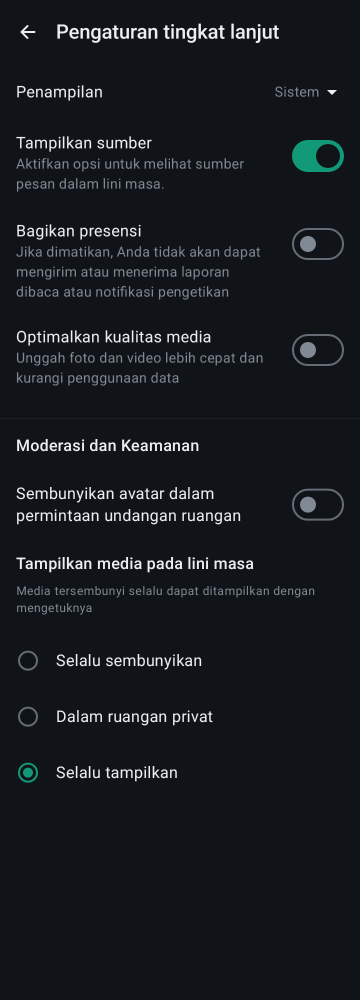 Pengaturan tingkat lanjut
Penampilan
Sistem
Tampilkan sumber
Aktifkan opsi untuk melihat sumber
pesan dalam lini masa.
Bagikan presensi
Jika dimatikan, Anda tidak akan dapat
mengirim atau menerima laporan
dibaca atau notifikasi pengetikan
Optimalkan kualitas media
Unggah foto dan video lebih cepat dan
kurangi penggunaan data
Moderasi dan Keamanan
Sembunyikan avatar dalam
permintaan undangan ruangan
Tampilkan media pada lini masa
Media tersembunyi selalu dapat ditampilkan dengan
mengetuknya
Selalu sembunyikan
Dalam ruangan privat
Selalu tampilkan